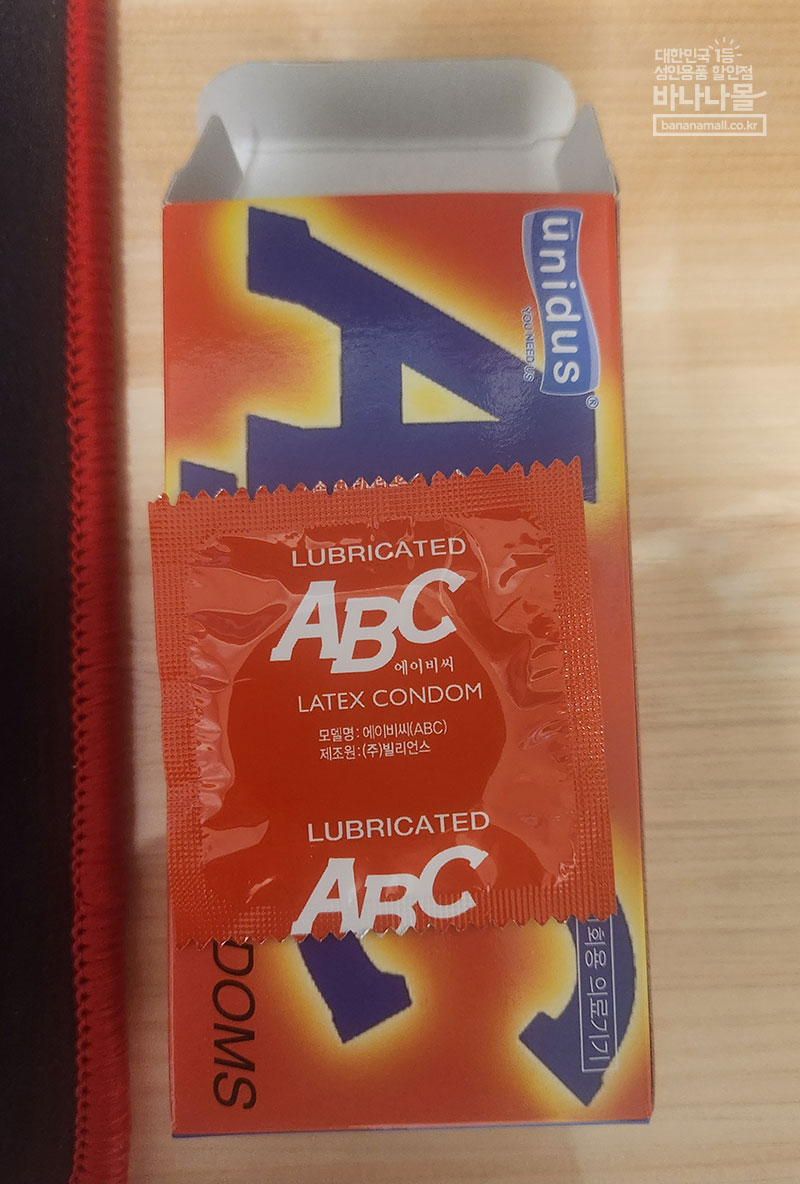 대한민국 1등
성인용품 할인점
바나나몰
bananamall.co.kr
unidus®
YOU NEED US
A
LUBRICATED
ABC
에이비씨
LATEX CONDOM
모델명 : 에이비씨(ABC)
제조원 : (주)빌리언스
LUBRICATED
ABC
DOMS
회용 의료기기